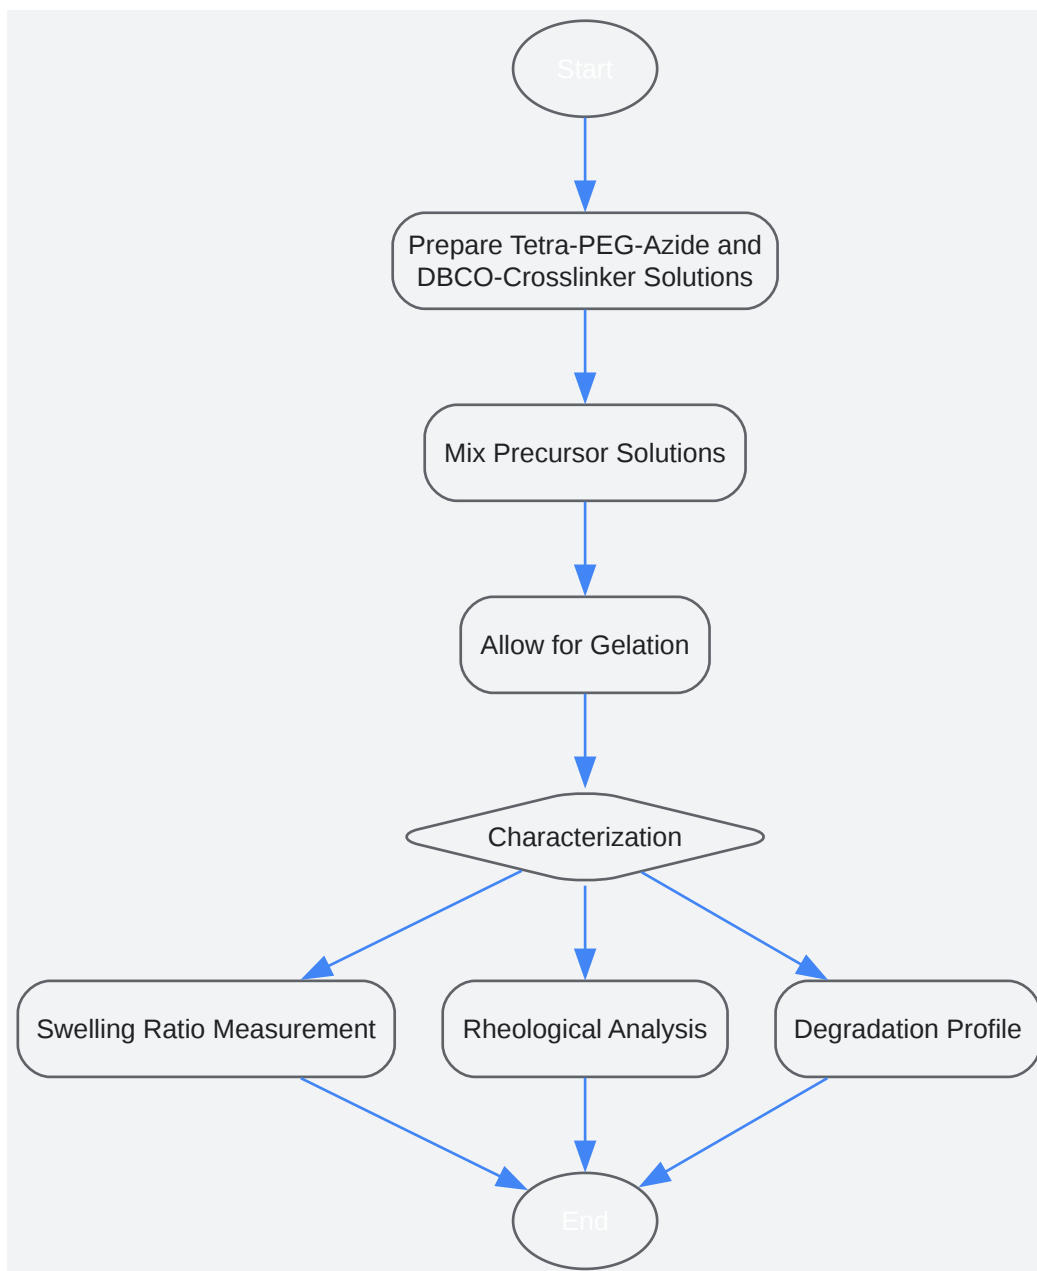 Start
Prepare Tetra-PEG-Azide and
DBCO-Crosslinker Solutions
Mix Precursor Solutions
Allow for Gelation
Characterization
Swelling Ratio Measurement
Rheological Analysis
Degradation Profile
End